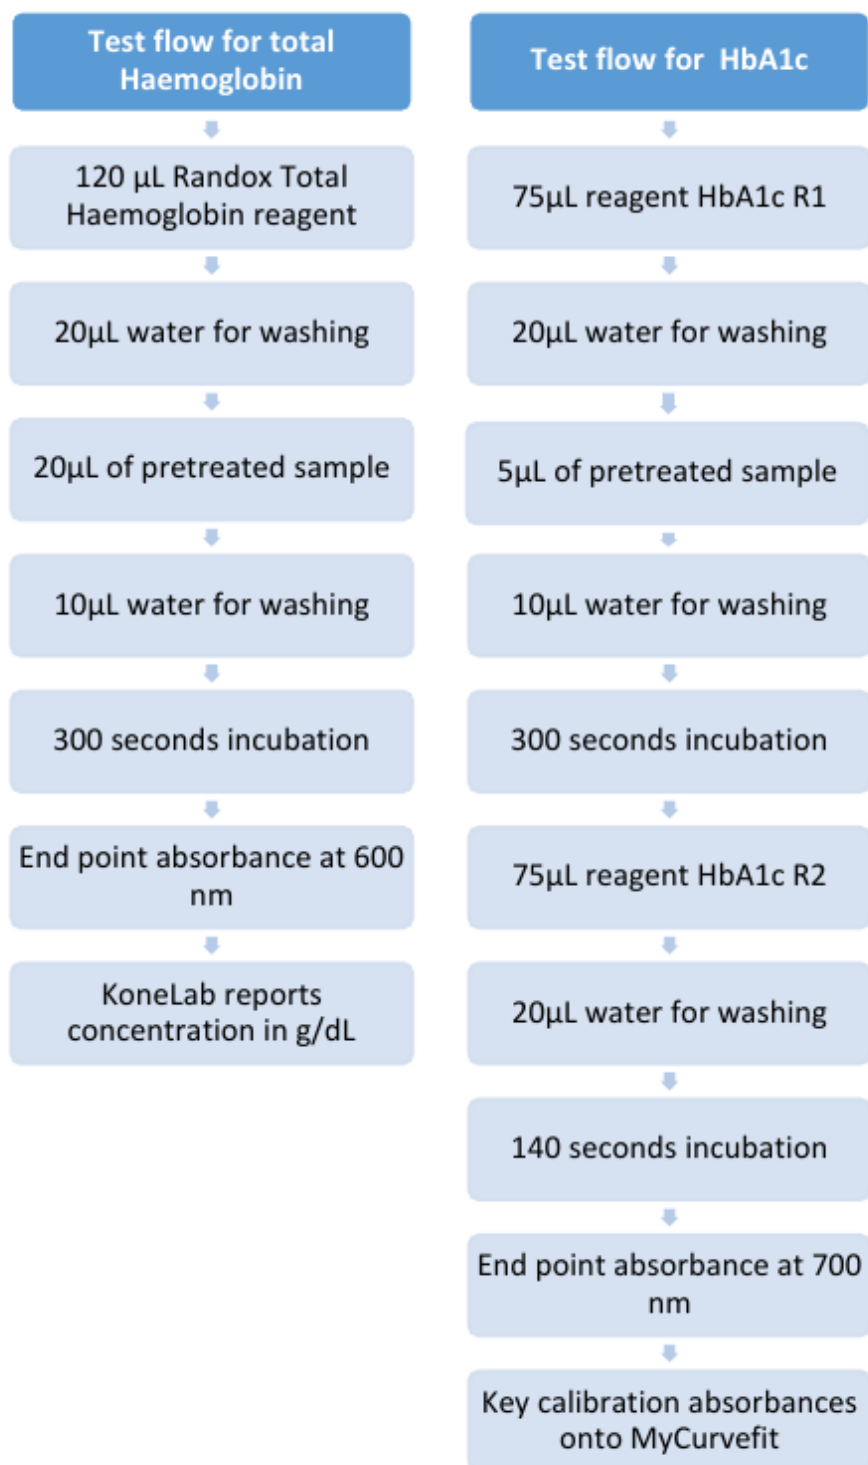 Test flow for total
Haemoglobin
120 µL Randox Total
Haemoglobin reagent
20µL water for washing
20µL of pretreated sample
10µL water for washing
300 seconds incubation
End point absorbance at 600
nm
KoneLab reports
concentration in g/dL
Test flow for HbA1c
75µL reagent HbA1c R1
20µL water for washing
5µL of pretreated sample
10µL water for washing
300 seconds incubation
75µL reagent HbA1c R2
20µL water for washing
140 seconds incubation
End point absorbance at 700
nm
Key calibration absorbances
onto MyCurvefit